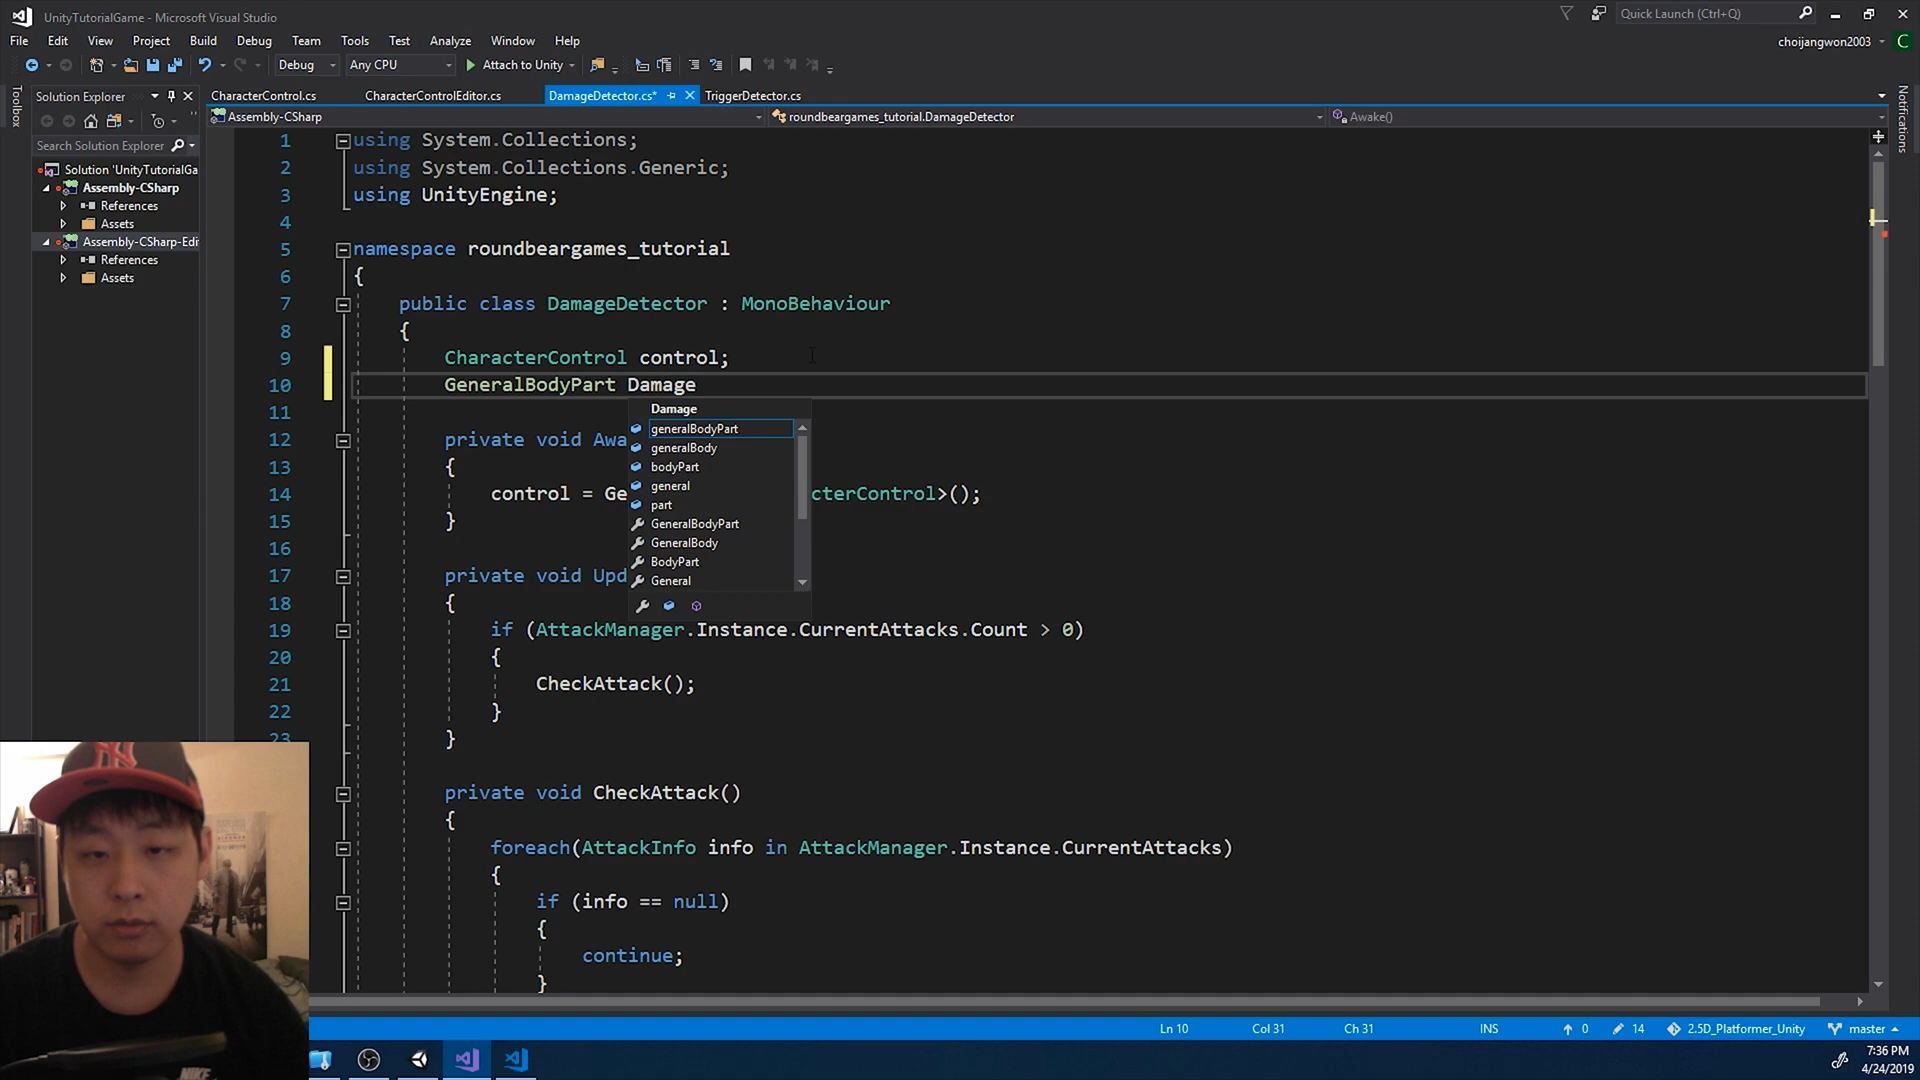 UnityTutorialGame - Microsoft Visual Studio
Quick Launch (Ctrl+Q)
File Edit View Project Build Debug Team Tools Test Analyze Window Help
choijangwon2003
C
Debug Any CPU Attach to Unity
Toolbox
Solution Explorer
CharacterControl.cs CharacterControlEditor.cs DamageDetector.cs* TriggerDetector.cs
Notifications
Assembly-CSharp roundbeargames_tutorial.DamageDetector Awake()
Search Solution Explorer
Solution 'UnityTutorialGa
Assembly-CSharp
References
Assets
Assembly-CSharp-Edi
References
Assets
1 using System.Collections;
2 using System.Collections.Generic;
3 using UnityEngine;
4
5 namespace roundbeargames_tutorial
6 {
7 public class DamageDetector : MonoBehaviour
8 {
9 CharacterControl control;
10 GeneralBodyPart Damage
11
12 private void Awa
13 {
14 control = Ge cterControl>();
15 }
16
17 private void Upd
18 {
19 if (AttackManager.Instance.CurrentAttacks.Count > 0)
20 {
21 CheckAttack();
22 }
23 }
private void CheckAttack()
{
foreach(AttackInfo info in AttackManager.Instance.CurrentAttacks)
{
if (info == null)
{
continue;
}
Damage
generalBodyPart
generalBody
bodyPart
general
part
GeneralBodyPart
GeneralBody
BodyPart
General
Ln 10 Col 31 Ch 31 INS 0 14 2.5D_Platformer_Unity master
7:36 PM
4/24/2019
NIKE